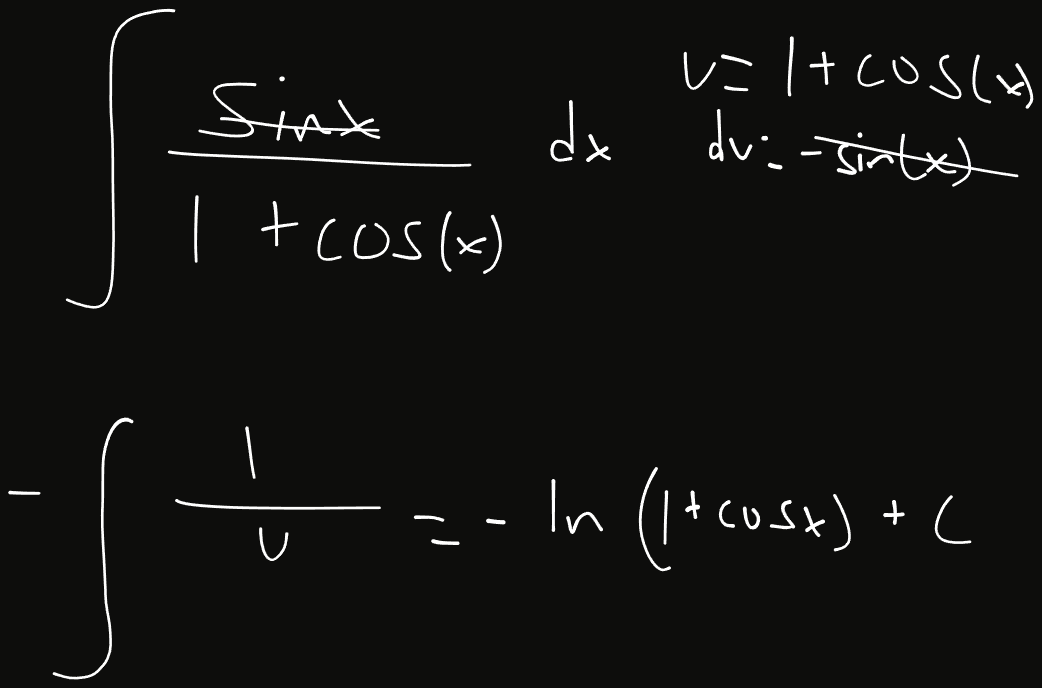 ∫ sinx / 1 + cos(x) dx
u = 1 + cos(x)
du = -sin(x)
- ∫ 1 / u = - ln (1 + cosx) + C